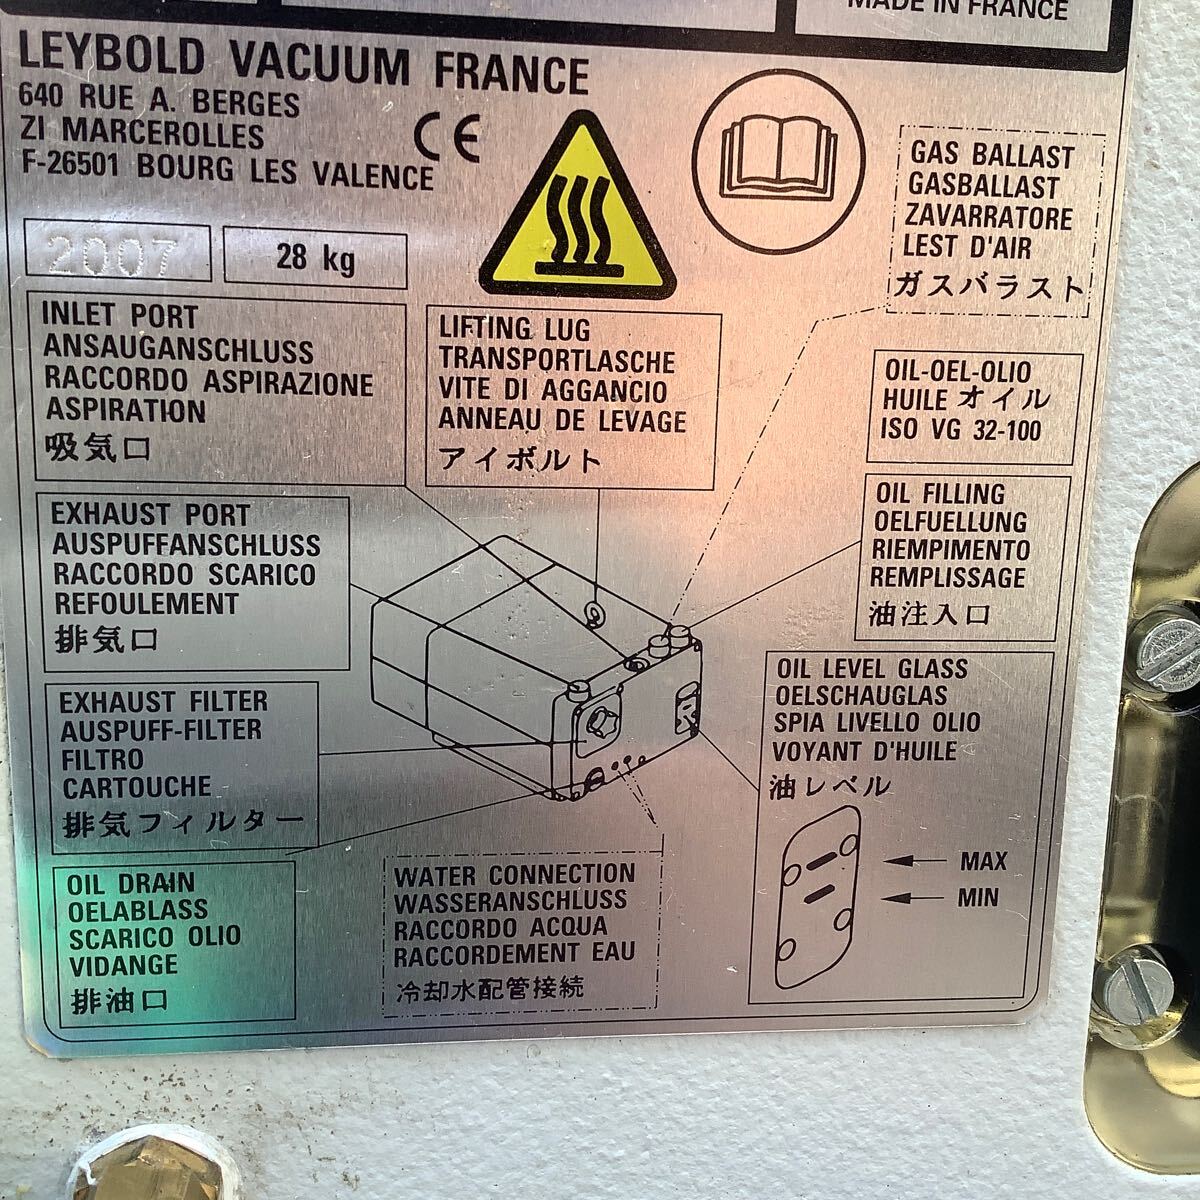 MADE IN FRANCE
LEYBOLD VACUUM FRANCE
640 RUE A. BERGES
ZI MARCEROLLES
F-26501 BOURG LES VALENCE
CE
2007
28 kg
GAS BALLAST
GASBALLAST
ZAVARRATORE
LEST D'AIR
ガスバラスト
INLET PORT
ANSAUGANSCHLUSS
RACCORDO ASPIRAZIONE
ASPIRATION
吸気口
LIFTING LUG
TRANSPORTLASCHE
VITE DI AGGANCIO
ANNEAU DE LEVAGE
アイボルト
OIL-OEL-OLIO
HUILE オイル
ISO VG 32-100
EXHAUST PORT
AUSPUFFANSCHLUSS
RACCORDO SCARICO
REFOULEMENT
排気口
OIL FILLING
OELFUELLUNG
RIEMPIMENTO
REMPLISSAGE
油注入口
EXHAUST FILTER
AUSPUFF-FILTER
FILTRO
CARTOUCHE
排気フィルター
OIL LEVEL GLASS
OELSCHAUGLAS
SPIA LIVELLO OLIO
VOYANT D'HUILE
油レベル
MAX
MIN
OIL DRAIN
OELABLASS
SCARICO OLIO
VIDANGE
排油口
WATER CONNECTION
WASSERANSCHLUSS
RACCORDO ACQUA
RACCORDEMENT EAU
冷却水配管接続